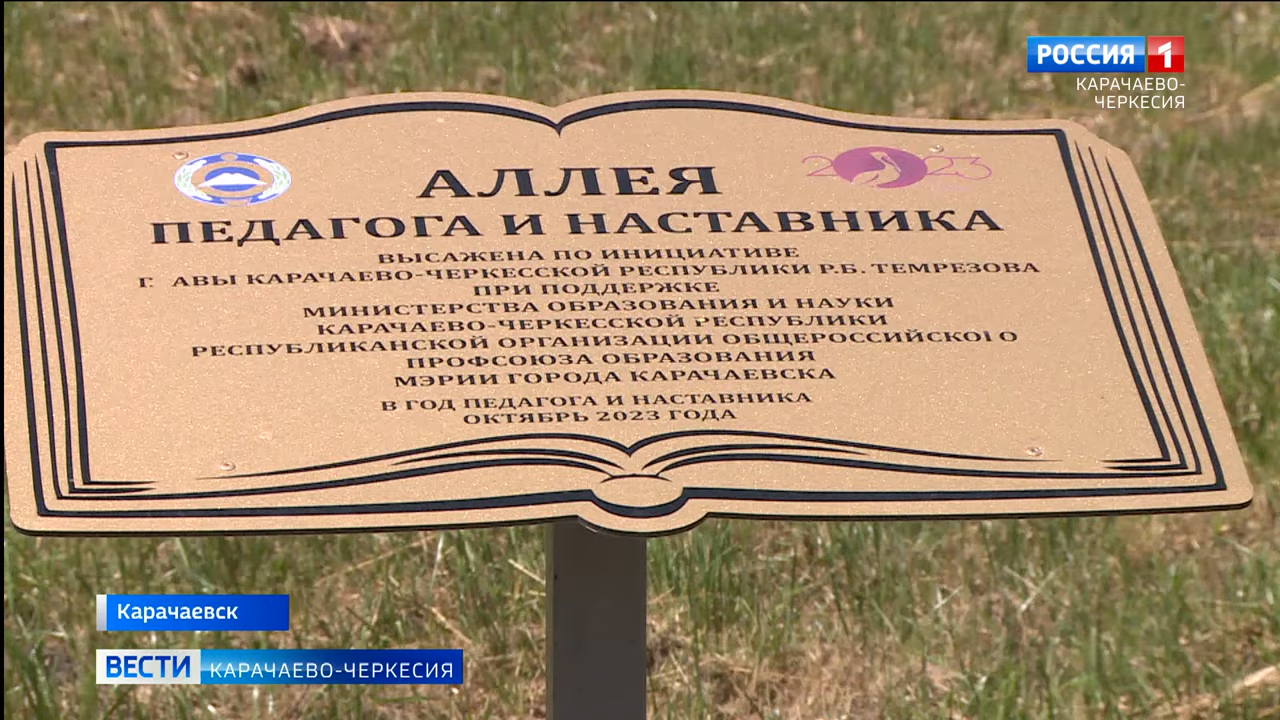 РОССИЯ 1
КАРАЧАЕВО-
ЧЕРКЕСИЯ
2023
АЛЛЕЯ
ПЕДАГОГА И НАСТАВНИКА
ВЫСАЖЕНА ПО ИНИЦИАТИВЕ
Г АВЫ КАРАЧАЕВО-ЧЕРКЕССКОЙ РЕСПУБЛИКИ Р.Б. ТЕМРЕЗОВА
ПРИ ПОДДЕРЖКЕ
МИНИСТЕРСТВА ОБРАЗОВАНИЯ И НАУКИ
КАРАЧАЕВО-ЧЕРКЕССКОЙ РЕСПУБЛИКИ
РЕСПУБЛИКАНСКОЙ ОРГАНИЗАЦИИ ОБЩЕРОССИЙСКОГО
ПРОФСОЮЗА ОБРАЗОВАНИЯ
МЭРИИ ГОРОДА КАРАЧАЕВСКА
В ГОД ПЕДАГОГА И НАСТАВНИКА
ОКТЯБРЬ 2023 ГОДА
Карачаевск
ВЕСТИ КАРАЧАЕВО-ЧЕРКЕСИЯ